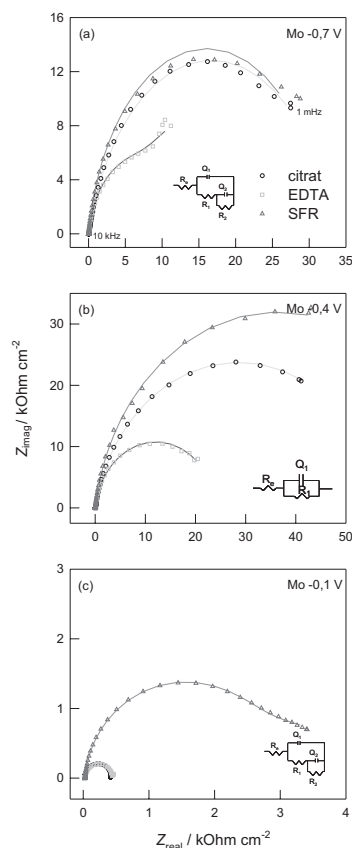 (a)
Mo -0,7 V
16
12
8
4
0
1 mHz
10 kHz
Q1
Q2
Re
R1
R2
citrat
EDTA
SFR
0 5 10 15 20 25 30 35
(b)
Mo -0,4 V
30
20
10
0
Zimag/ kOhm cm-2
Q1
Re
R1
0 10 20 30 40 50
(c)
Mo -0,1 V
3
2
1
0
Q1
Q2
Re
R1
R2
0 1 2 3 4
Zreal / kOhm cm-2